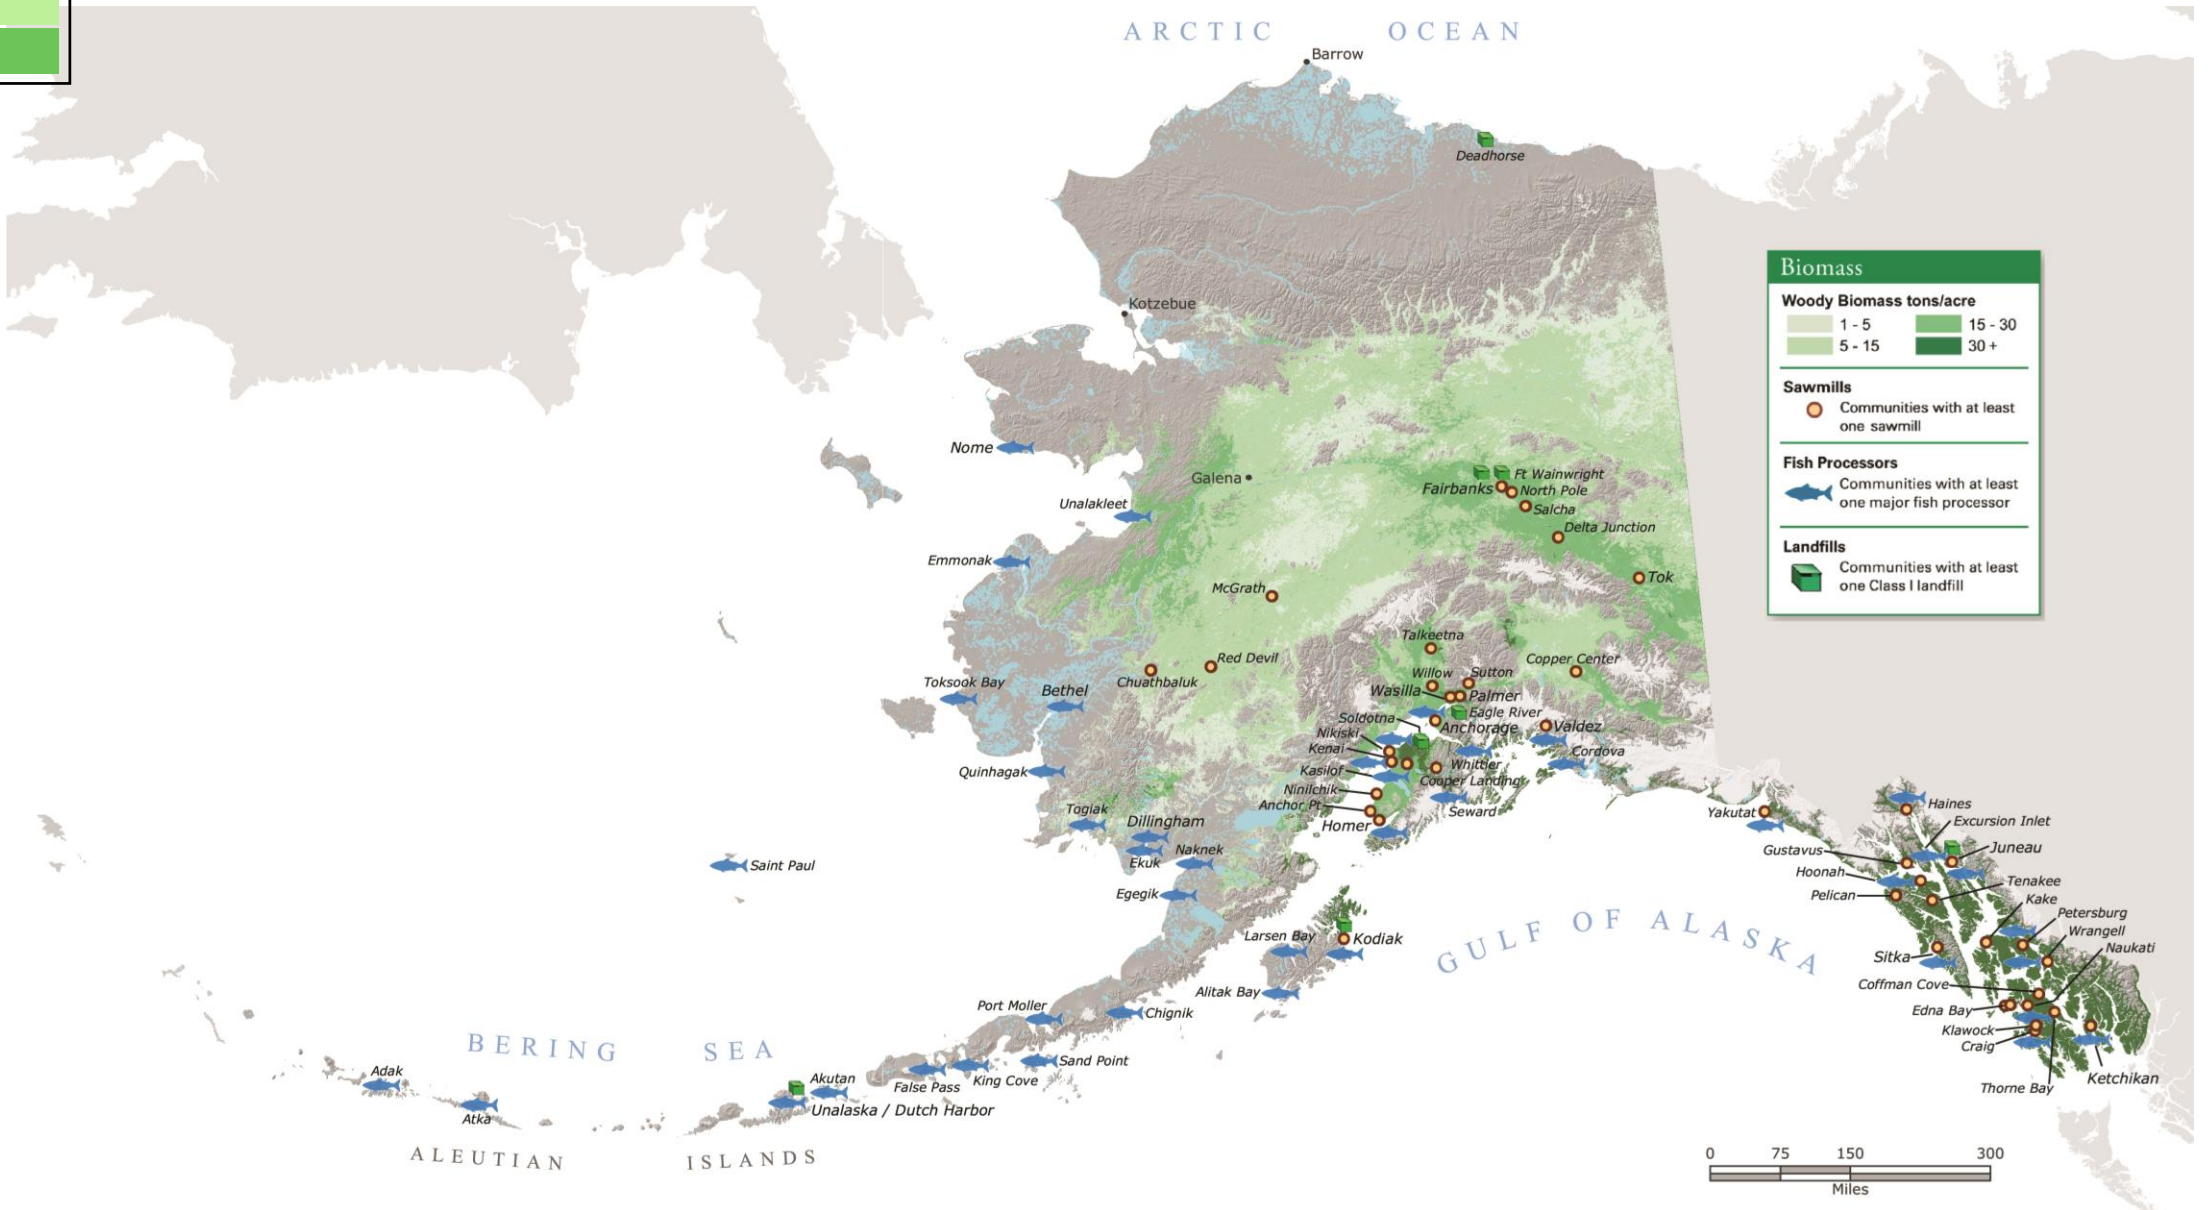 ARCTIC OCEAN
Barrow
Deadhorse
Kotzebue
Biomass
Woody Biomass tons/acre
1 - 5
15 - 30
5 - 15
30 +
Sawmills
Communities with at least
one sawmill
Fish Processors
Communities with at least
one major fish processor
Landfills
Communities with at least
one Class I landfill
Nome
Galena
Ft Wainwright
Fairbanks
North Pole
Unalakleet
Salcha
Delta Junction
Emmonak
Tok
McGrath
Talkeetna
Red Devil
Copper Center
Chuathbaluk
Willow
Sutton
Toksook Bay
Bethel
Wasilla
Palmer
Eagle River
Soldotna
Anchorage
Valdez
Nikiski
Kenai
Cordova
Whittier
Quinhagak
Kasilof
Cooper Landing
Ninilchik
Anchor Pt
Seward
Homer
Togiak
Dillingham
Ekuk
Naknek
Saint Paul
Egegik
Yakutat
Haines
Excursion Inlet
Gustavus
Juneau
Hoonah
Tenakee
Pelican
Kake
Petersburg
Wrangell
Naukati
Larsen Bay
Kodiak
GULF OF ALASKA
Sitka
Coffman Cove
Alitak Bay
Port Moller
Chignik
Edna Bay
Klawock
Craig
BERING SEA
Sand Point
Adak
Akutan
False Pass
King Cove
Thorne Bay
Ketchikan
Atka
Unalaska / Dutch Harbor
ALEUTIAN ISLANDS
0 75 150 300
Miles